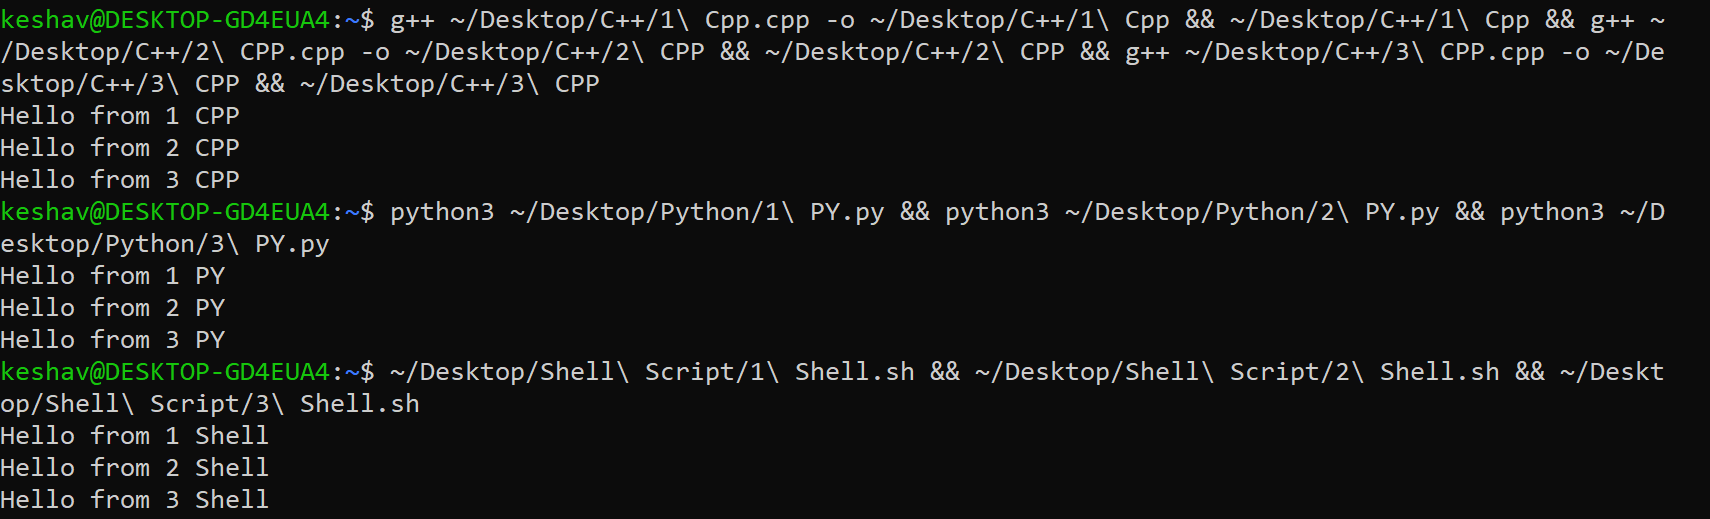 keshav@DESKTOP-GD4EUA4:~$ g++ ~/Desktop/C++/1\ Cpp.cpp -o ~/Desktop/C++/1\ Cpp && ~/Desktop/C++/1\ Cpp && g++ ~
/Desktop/C++/2\ CPP.cpp -o ~/Desktop/C++/2\ CPP && ~/Desktop/C++/2\ CPP && g++ ~/Desktop/C++/3\ CPP.cpp -o ~/De
sktop/C++/3\ CPP && ~/Desktop/C++/3\ CPP
Hello from 1 CPP
Hello from 2 CPP
Hello from 3 CPP
keshav@DESKTOP-GD4EUA4:~$ python3 ~/Desktop/Python/1\ PY.py && python3 ~/Desktop/Python/2\ PY.py && python3 ~/D
esktop/Python/3\ PY.py
Hello from 1 PY
Hello from 2 PY
Hello from 3 PY
keshav@DESKTOP-GD4EUA4:~$ ~/Desktop/Shell\ Script/1\ Shell.sh && ~/Desktop/Shell\ Script/2\ Shell.sh && ~/Deskt
op/Shell\ Script/3\ Shell.sh
Hello from 1 Shell
Hello from 2 Shell
Hello from 3 Shell